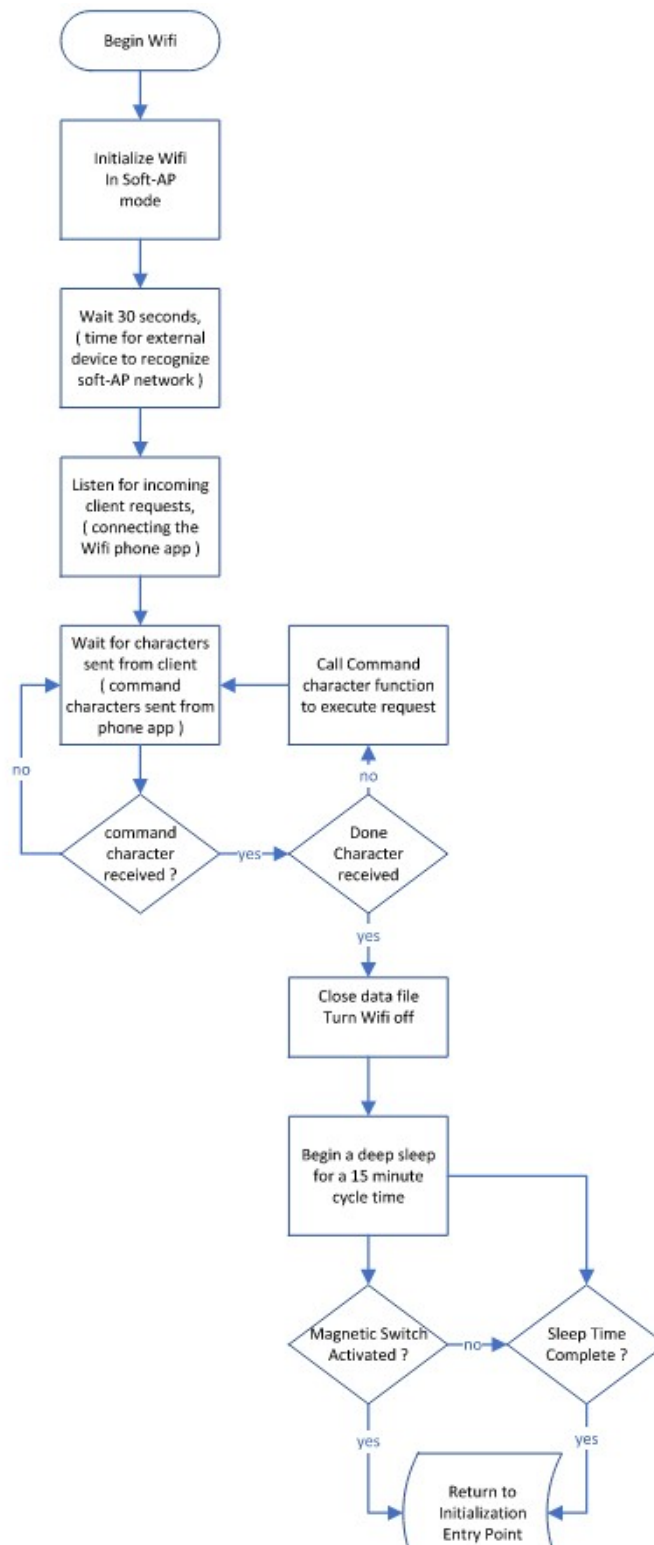 Begin Wifi
Initialize Wifi
In Soft-AP
mode
Wait 30 seconds,
( time for external
device to recognize
soft-AP network )
Listen for incoming
client requests,
( connecting the
Wifi phone app )
Wait for characters
sent from client
( command
characters sent from
phone app )
Call Command
character function
to execute request
no
no
command
character
received ?
yes
Done
Character
received
yes
Close data file
Turn Wifi off
Begin a deep sleep
for a 15 minute
cycle time
Magnetic Switch
Activated ?
no
Sleep Time
Complete ?
yes
yes
Return to
Initialization
Entry Point